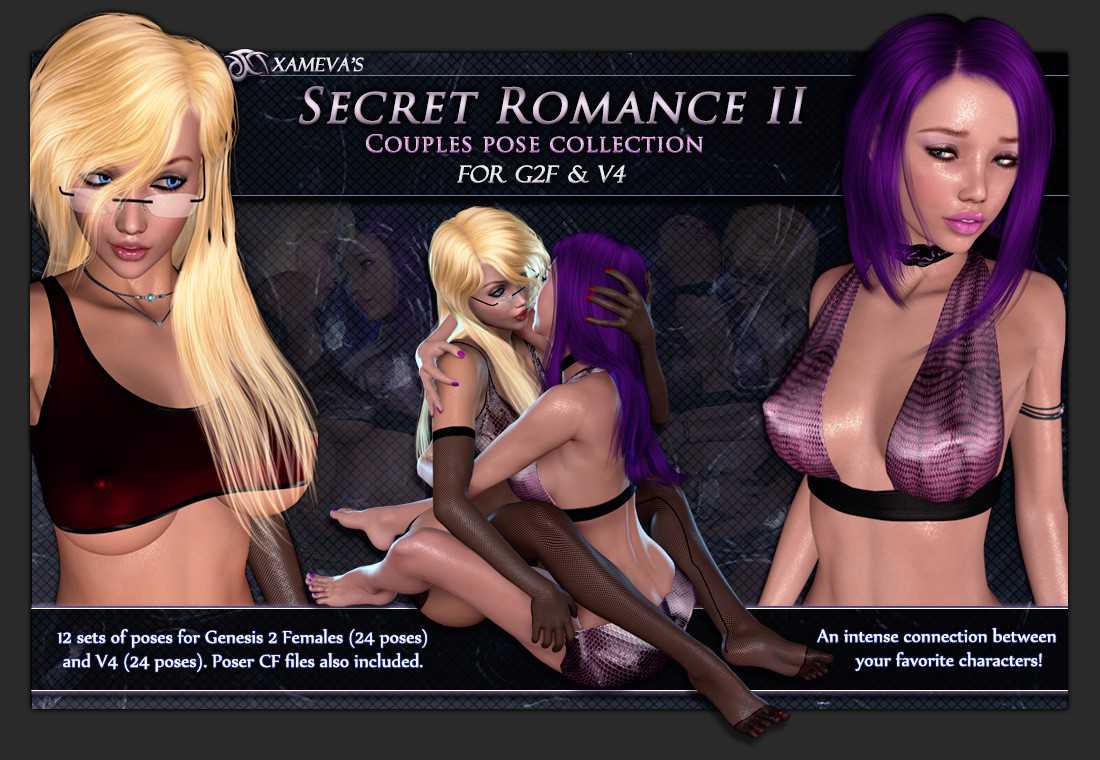 XAMEVA'S
SECRET ROMANCE II
COUPLES POSE COLLECTION
FOR G2F & V4
12 sets of poses for Genesis 2 Females (24 poses)
and V4 (24 poses). Poser CF files also included.
An intense connection between
your favorite characters!